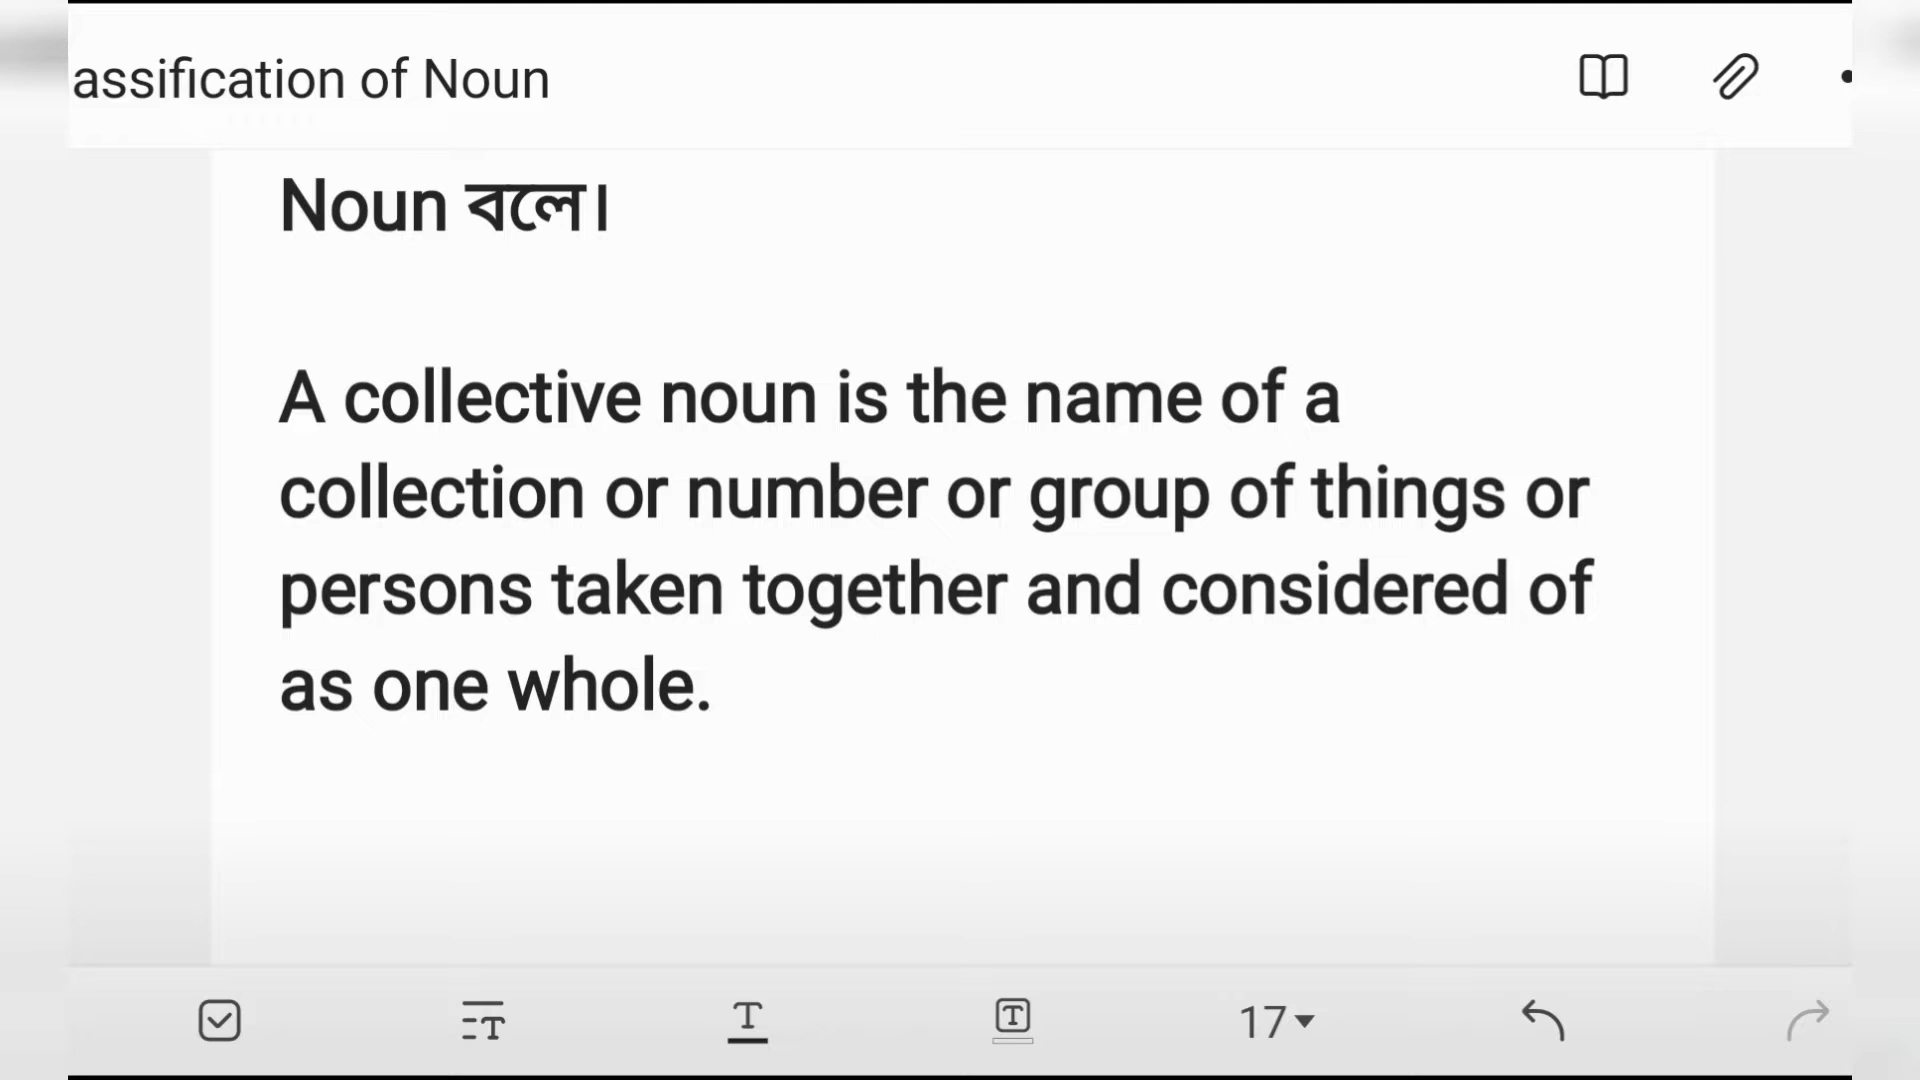 assification of Noun
Noun বলে।
A collective noun is the name of a
collection or number or group of things or
persons taken together and considered of
as one whole.
17